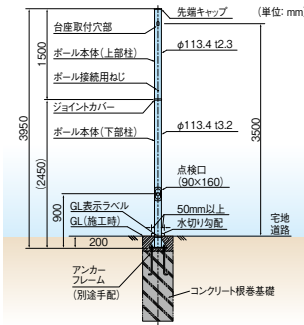 先端キャップ
(単位:mm)
台座取付穴部
ポール本体(上部柱)
φ113.4 t2.3
ポール接続用ねじ
ジョイントカバー
ポール本体(下部柱)
φ113.4 t3.2
1500
3950
(2450)
3500
点検口
(90×160)
900
GL表示ラベル
50mm以上
GL(施工時)
水切り勾配
宅地
道路
200
アンカー
フレーム
(別途手配)
コンクリート根巻基礎